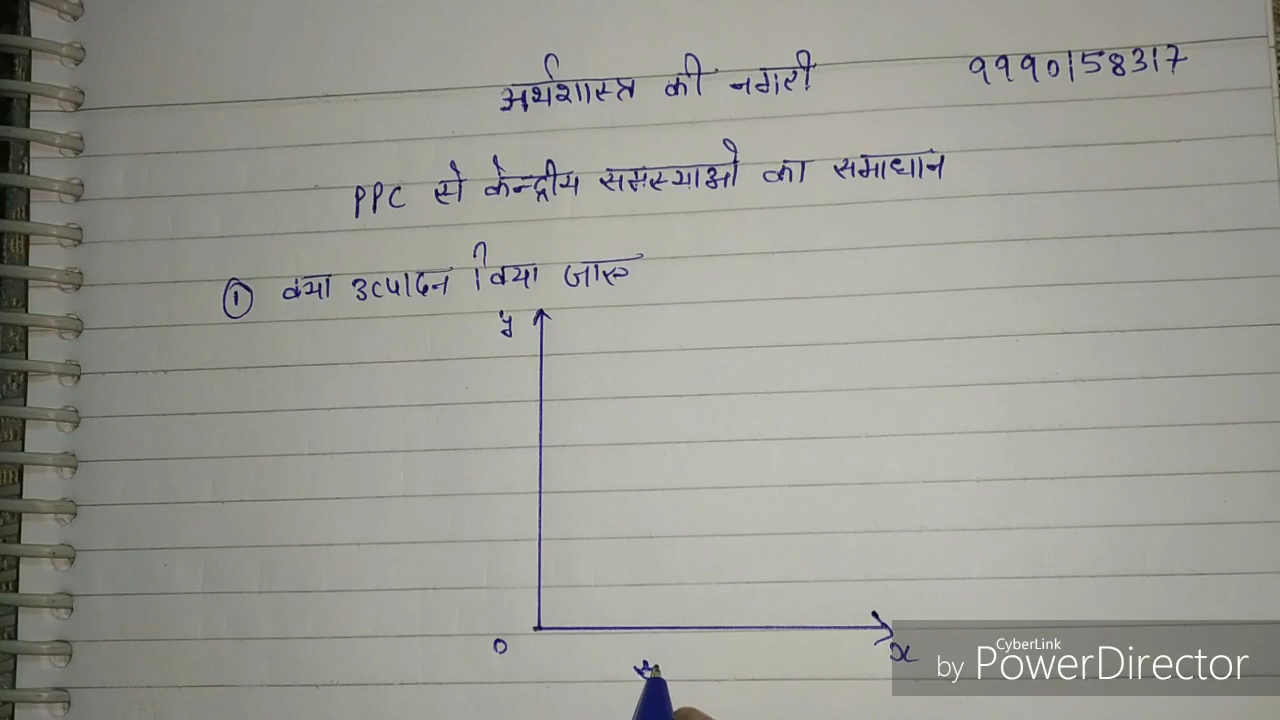 अर्थशास्त्र की नगरी 9990158317
PPC से केन्द्रीय समस्याओ का समाधान
① क्या उत्पादन किया जाए
y
0
x
CyberLink
by PowerDirector